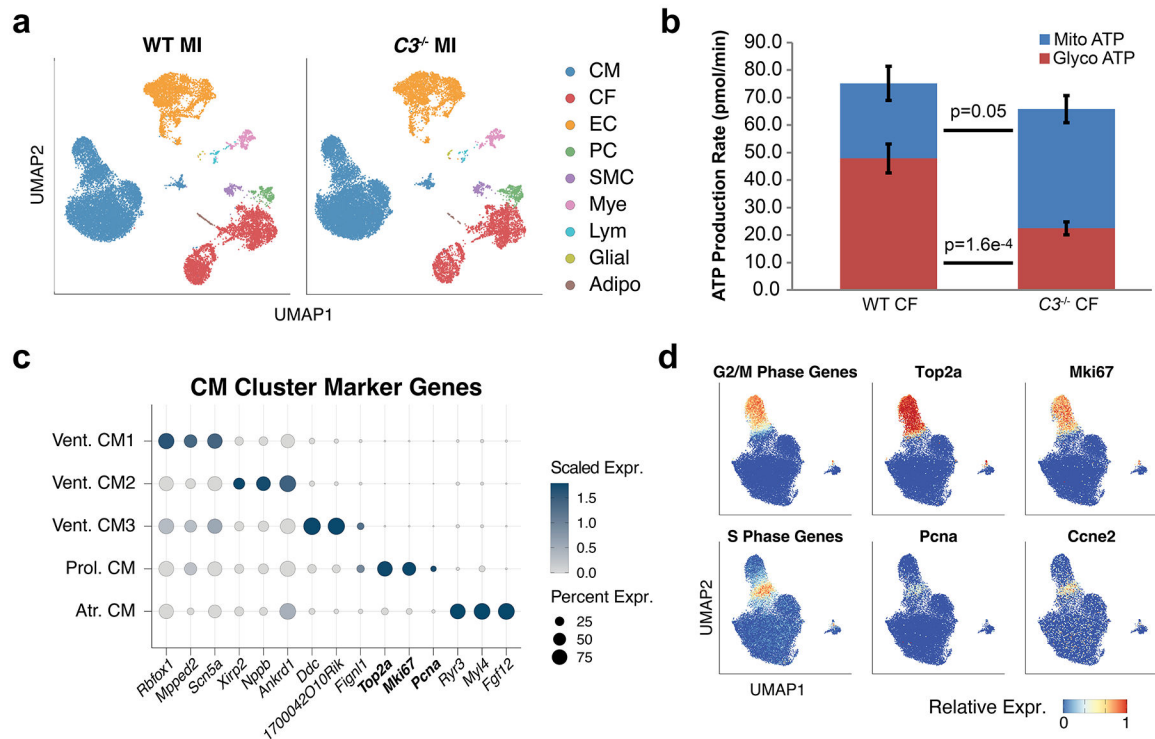 a
WT MI
C3-/- MI
UMAP2
UMAP1
CM
CF
EC
PC
SMC
Mye
Lym
Glial
Adipo
b
Mito ATP
Glyco ATP
ATP Production Rate (pmol/min)
90.0
80.0
70.0
60.0
50.0
40.0
30.0
20.0
10.0
0.0
p=0.05
p=1.6e-4
WT CF
C3-/- CF
c
CM Cluster Marker Genes
Vent. CM1
Vent. CM2
Vent. CM3
Prol. CM
Atr. CM
Rbfox1
Mpped2
Scn5a
Xirp2
Nppb
Ankrd1
Ddc
1700042O10Rik
Fignl1
Top2a
Mki67
Pcna
Ryr3
Myl4
Fgf12
Scaled Expr.
1.5
1.0
0.5
0.0
Percent Expr.
25
50
75
d
G2/M Phase Genes
Top2a
Mki67
S Phase Genes
Pcna
Ccne2
UMAP2
UMAP1
Relative Expr.
0
1